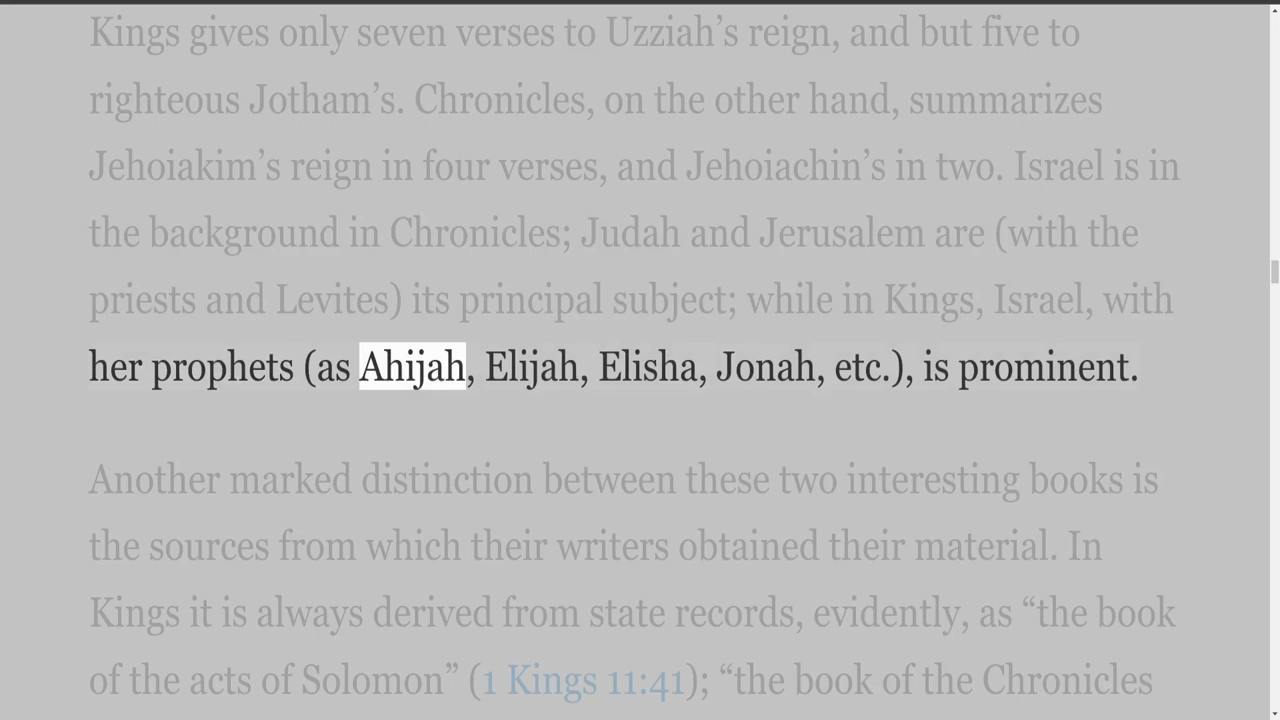 Kings gives only seven verses to Uzziah’s reign, and but five to
righteous Jotham’s. Chronicles, on the other hand, summarizes
Jehoiakim’s reign in four verses, and Jehoiachin’s in two. Israel is in
the background in Chronicles; Judah and Jerusalem are (with the
priests and Levites) its principal subject; while in Kings, Israel, with
her prophets (as Ahijah, Elijah, Elisha, Jonah, etc.), is prominent.
Another marked distinction between these two interesting books is
the sources from which their writers obtained their material. In
Kings it is always derived from state records, evidently, as “the book
of the acts of Solomon” (1 Kings 11:41); “the book of the Chronicles